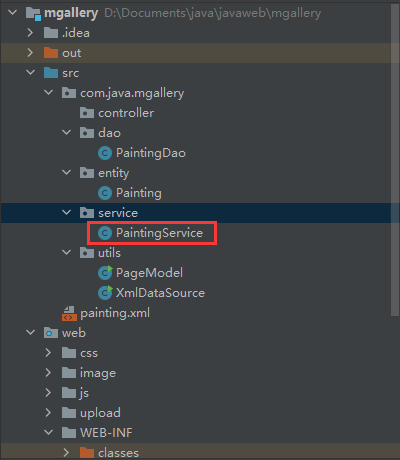 mgallery D:\Documents\java\javaweb\mgallery
.idea
out
src
com.java.mgallery
controller
dao
PaintingDao
entity
Painting
service
PaintingService
utils
PageModel
XmlDataSource
painting.xml
web
css
image
js
upload
WEB-INF
classes